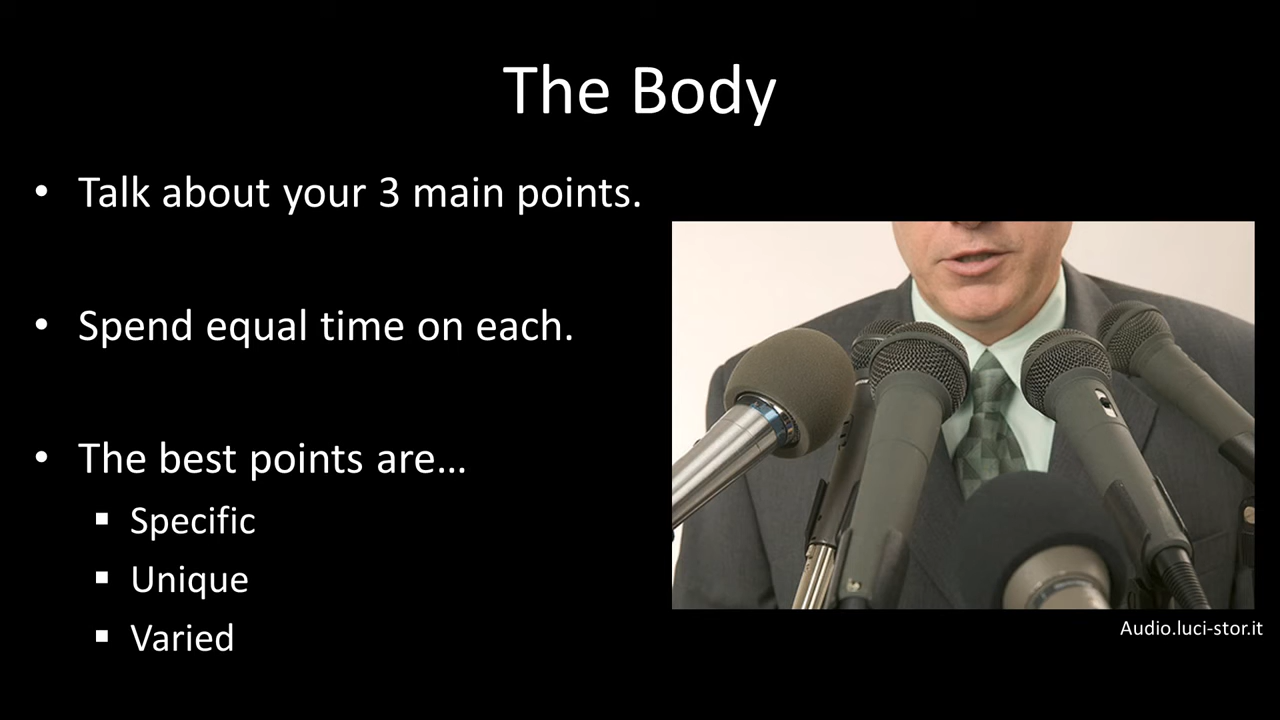 The Body
• Talk about your 3 main points.
• Spend equal time on each.
• The best points are…
▪ Specific
▪ Unique
▪ Varied
Audio.luci-stor.it